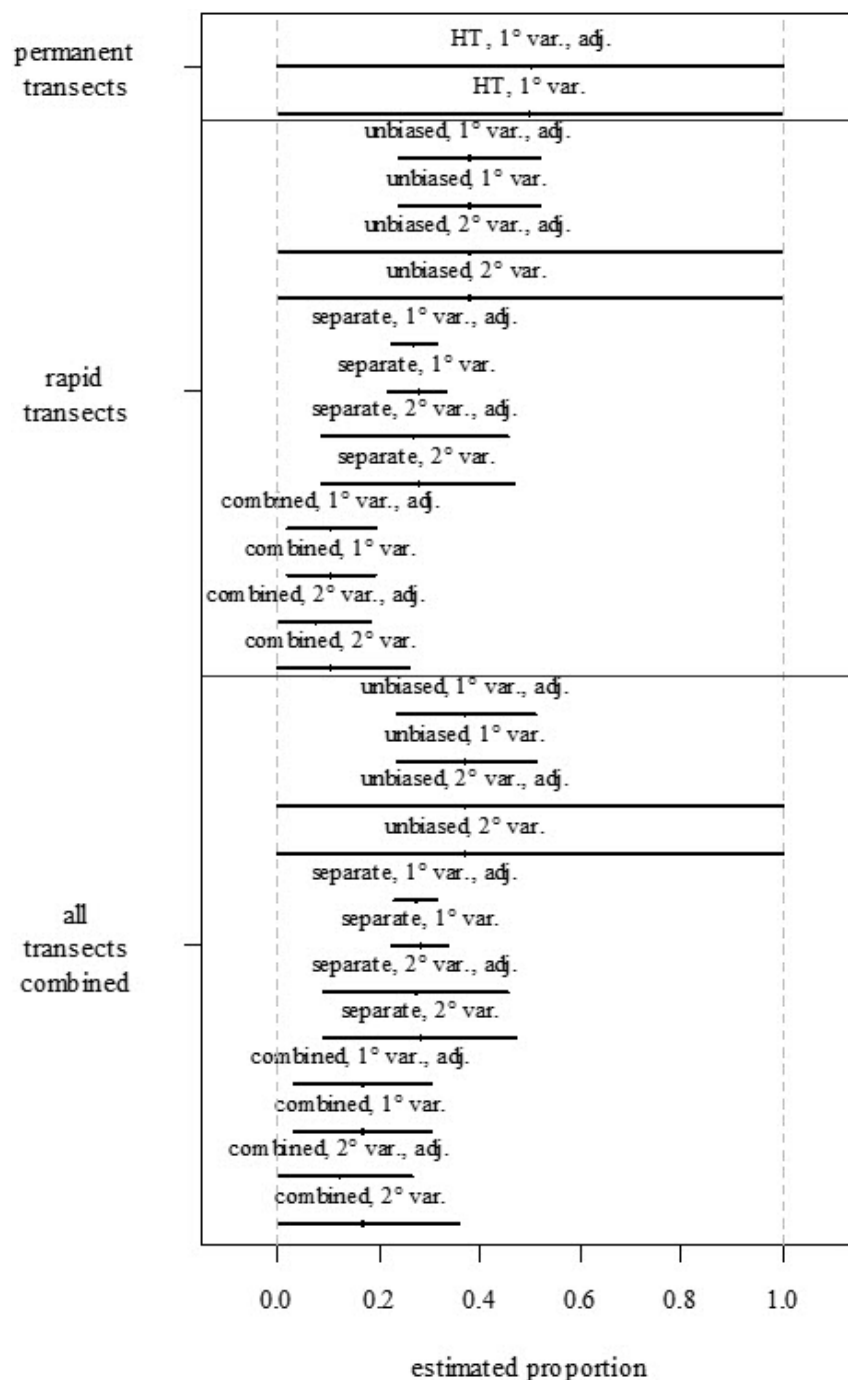 permanent
transects
HT, 1° var., adj.
HT, 1° var.
rapid
transects
unbiased, 1° var., adj.
unbiased, 1° var.
unbiased, 2° var., adj.
unbiased, 2° var.
separate, 1° var., adj.
separate, 1° var.
separate, 2° var., adj.
separate, 2° var.
combined, 1° var., adj.
combined, 1° var.
combined, 2° var., adj.
combined, 2° var.
all
transects
combined
unbiased, 1° var., adj.
unbiased, 1° var.
unbiased, 2° var., adj.
unbiased, 2° var.
separate, 1° var., adj.
separate, 1° var.
separate, 2° var., adj.
separate, 2° var.
combined, 1° var., adj.
combined, 1° var.
combined, 2° var., adj.
combined, 2° var.
0.0 0.2 0.4 0.6 0.8 1.0
estimated proportion